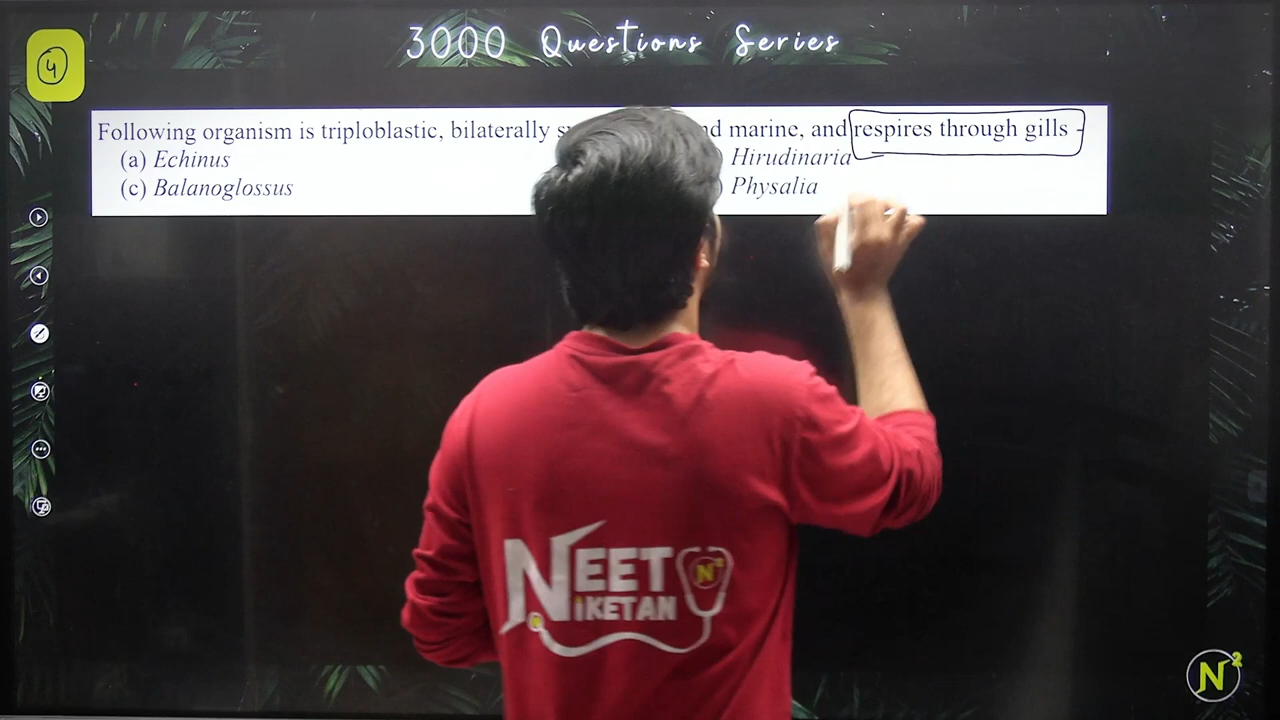 3000 Questions Series
4
Following organism is triploblastic, bilaterally marine, and respires through gills -
(a) Echinus
Hirudinaria
(c) Balanoglossus
) Physalia
NEET
N²
NiKETAN
N²